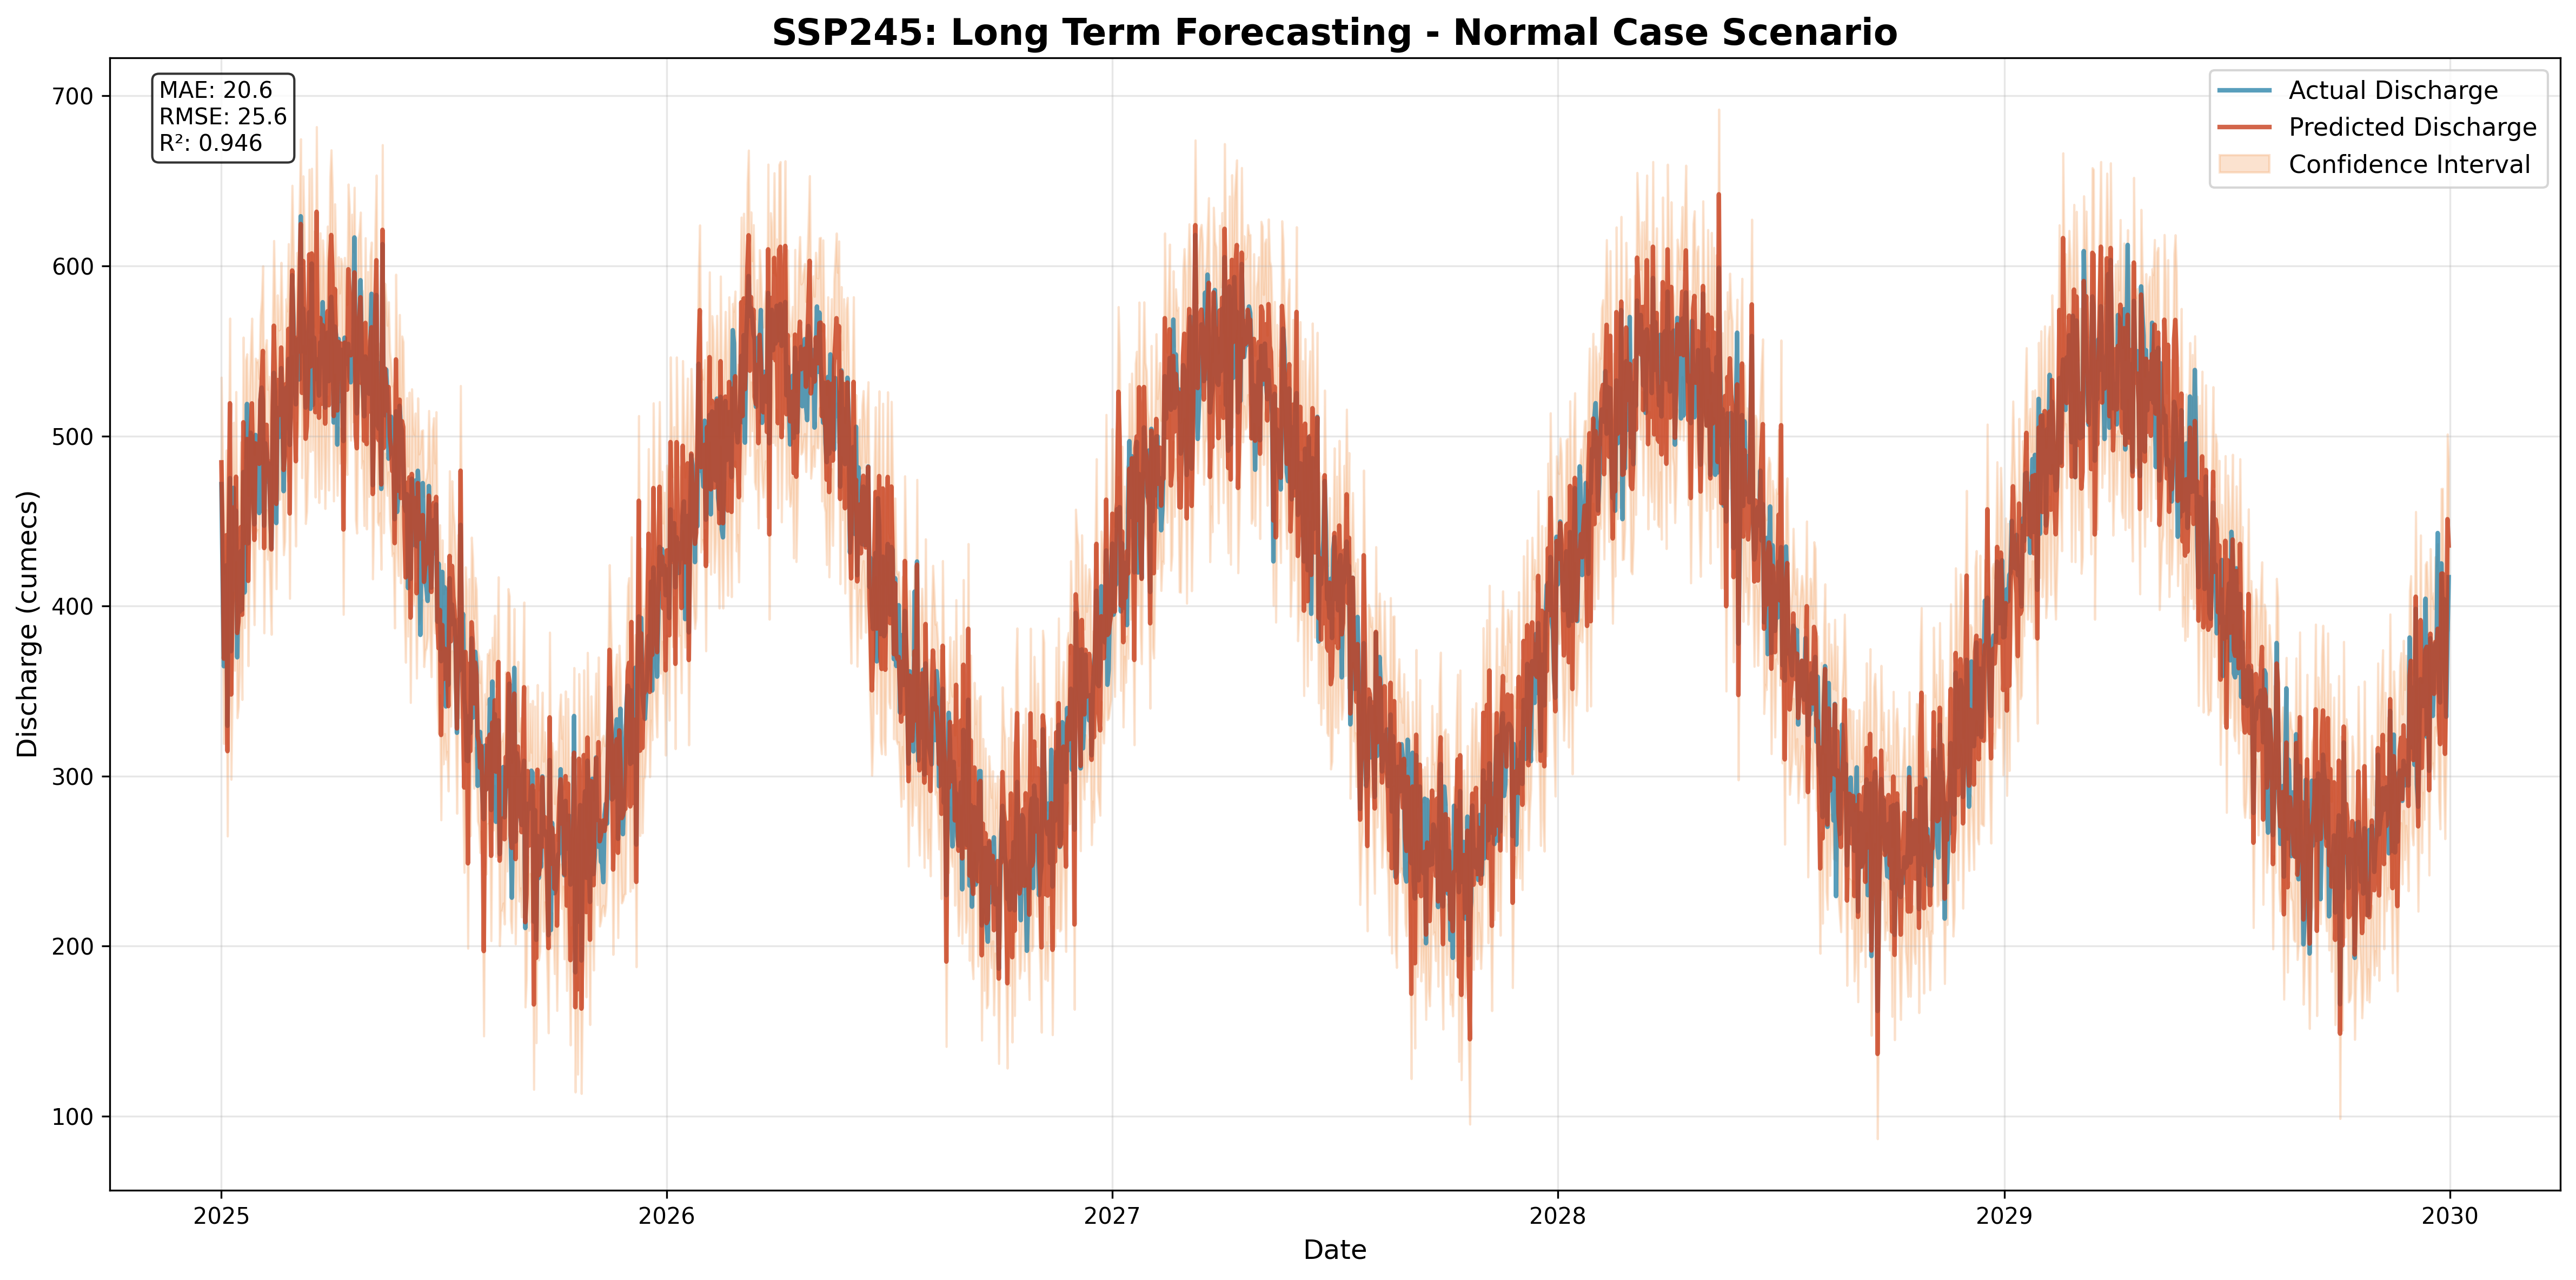 SSP245: Long Term Forecasting - Normal Case Scenario
MAE: 20.6
RMSE: 25.6
R²: 0.946
Actual Discharge
Predicted Discharge
Confidence Interval
Discharge (cumecs)
700
600
500
400
300
200
100
2025
2026
2027
2028
2029
2030
Date